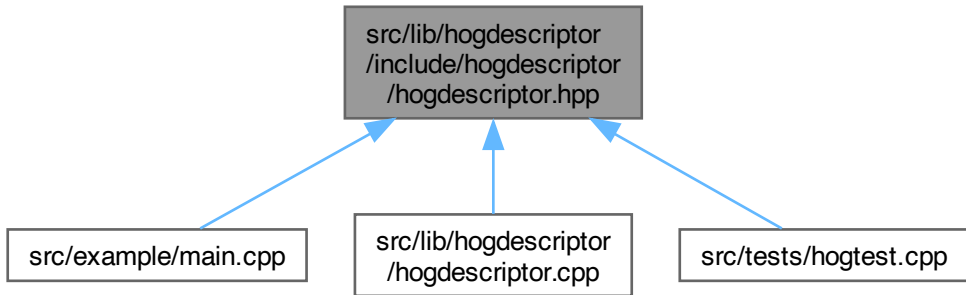 src/lib/hogdescriptor
/include/hogdescriptor
/hogdescriptor.hpp
src/example/main.cpp
src/lib/hogdescriptor
/hogdescriptor.cpp
src/tests/hogtest.cpp